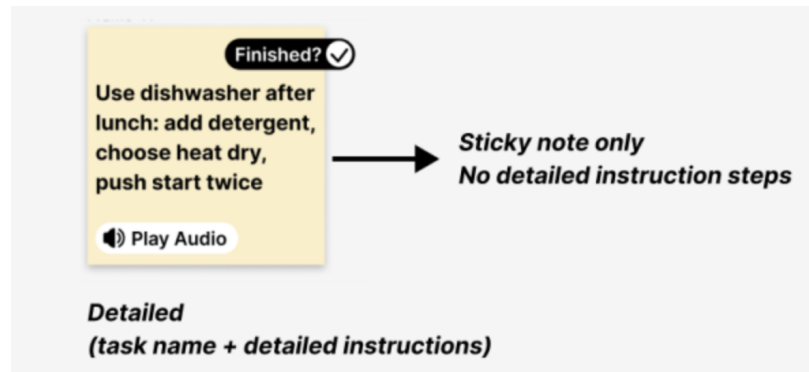 Finished?
Use dishwasher after
lunch: add detergent,
choose heat dry,
push start twice
Play Audio
Sticky note only
No detailed instruction steps
Detailed
(task name + detailed instructions)